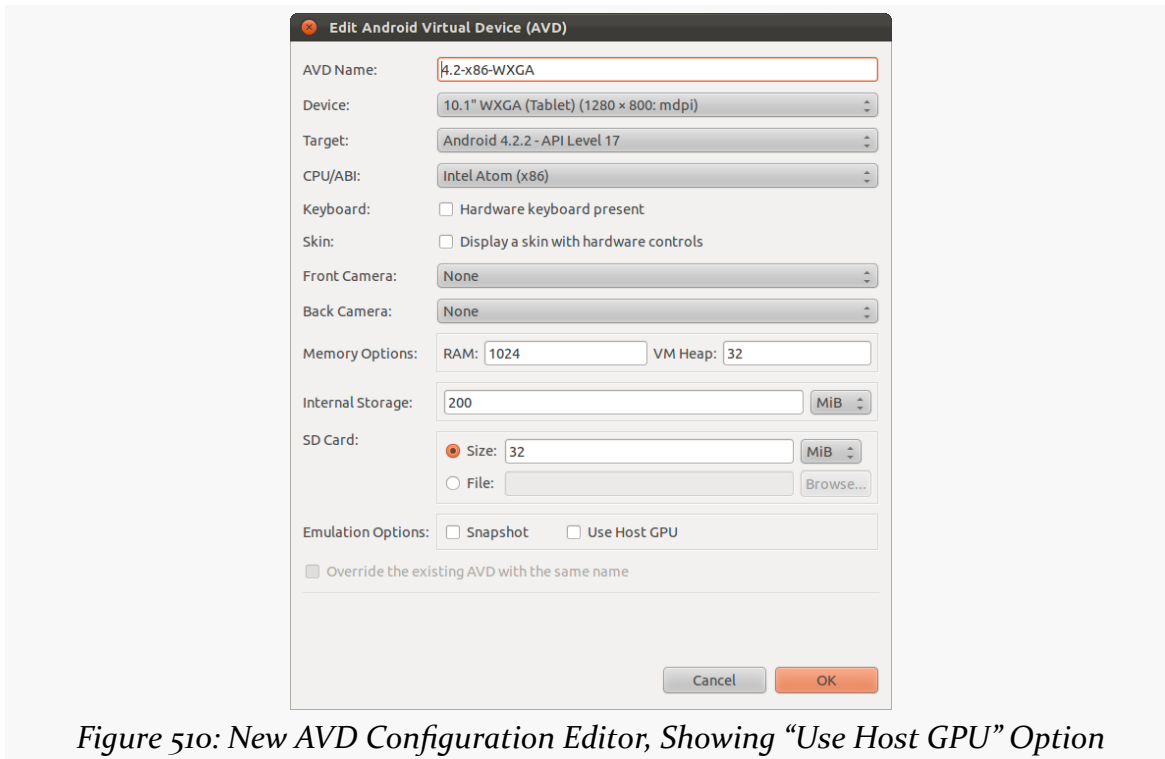 Edit Android Virtual Device (AVD)
AVD Name: 4.2-x86-WXGA
Device: 10.1" WXGA (Tablet) (1280 × 800: mdpi)
Target: Android 4.2.2 - API Level 17
CPU/ABI: Intel Atom (x86)
Keyboard: Hardware keyboard present
Skin: Display a skin with hardware controls
Front Camera: None
Back Camera: None
Memory Options: RAM: 1024 VM Heap: 32
Internal Storage: 200 MiB
SD Card:
Size: 32 MiB
File: Browse...
Emulation Options: Snapshot Use Host GPU
Override the existing AVD with the same name
Cancel OK
Figure 510: New AVD Configuration Editor, Showing “Use Host GPU” Option